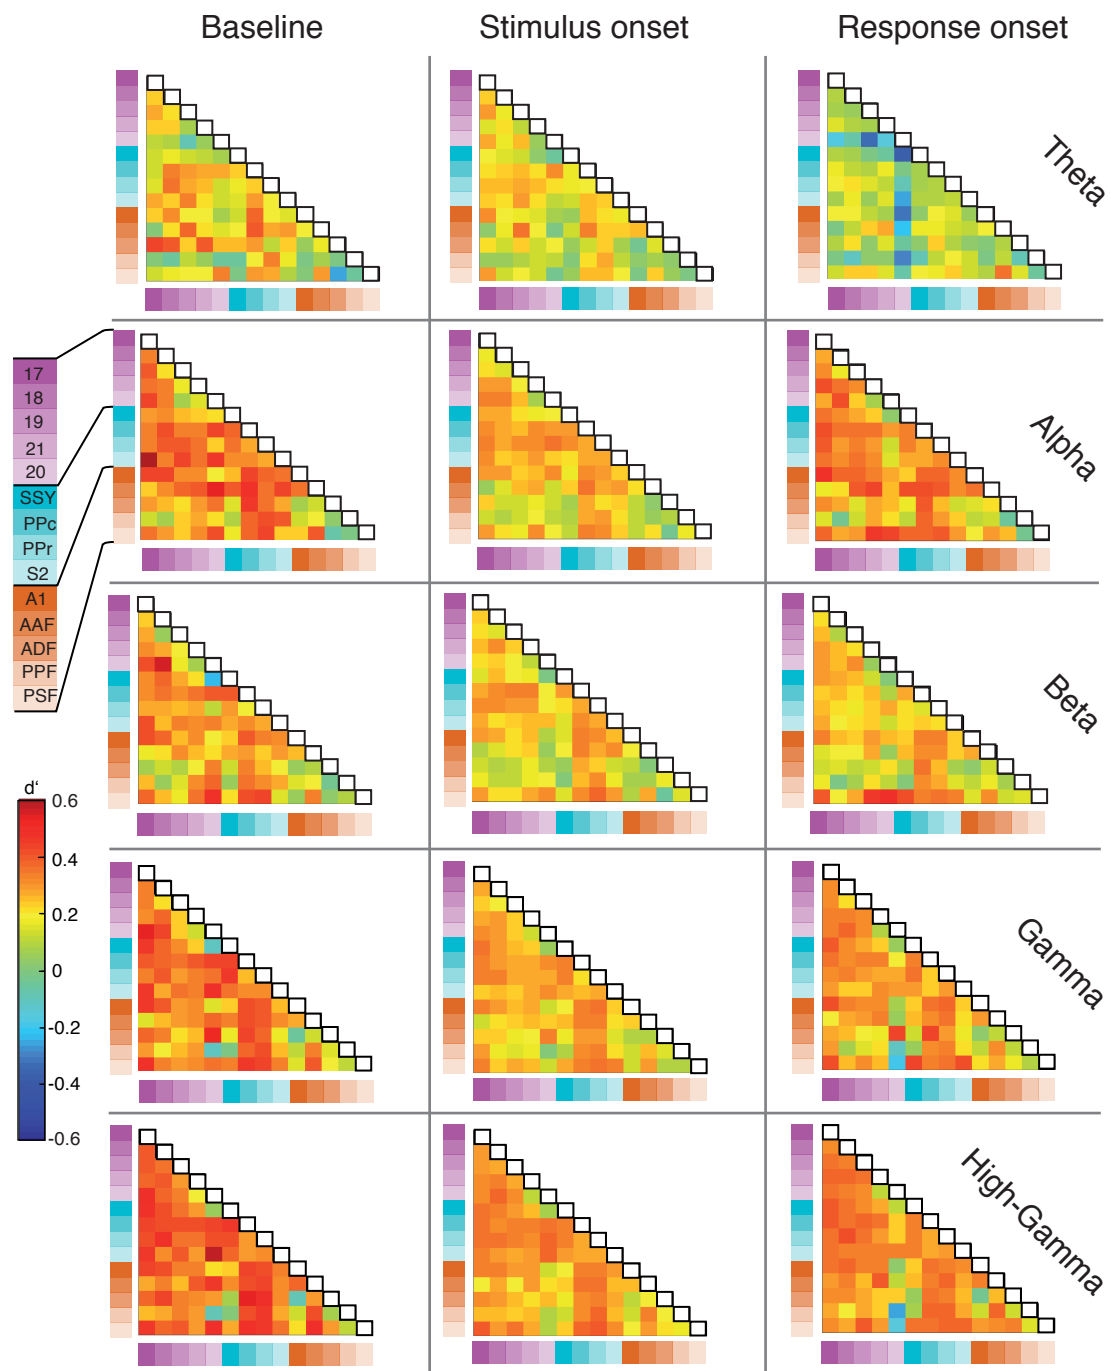 Baseline Stimulus onset Response onset
Theta
Alpha
17
18
19
21
20
SSY
PPc
PPr
S2
A1
AAF
ADF
PPF
PSF
Beta
d‘
0.6
0.4
0.2
0
-0.2
-0.4
-0.6
Gamma
High-Gamma